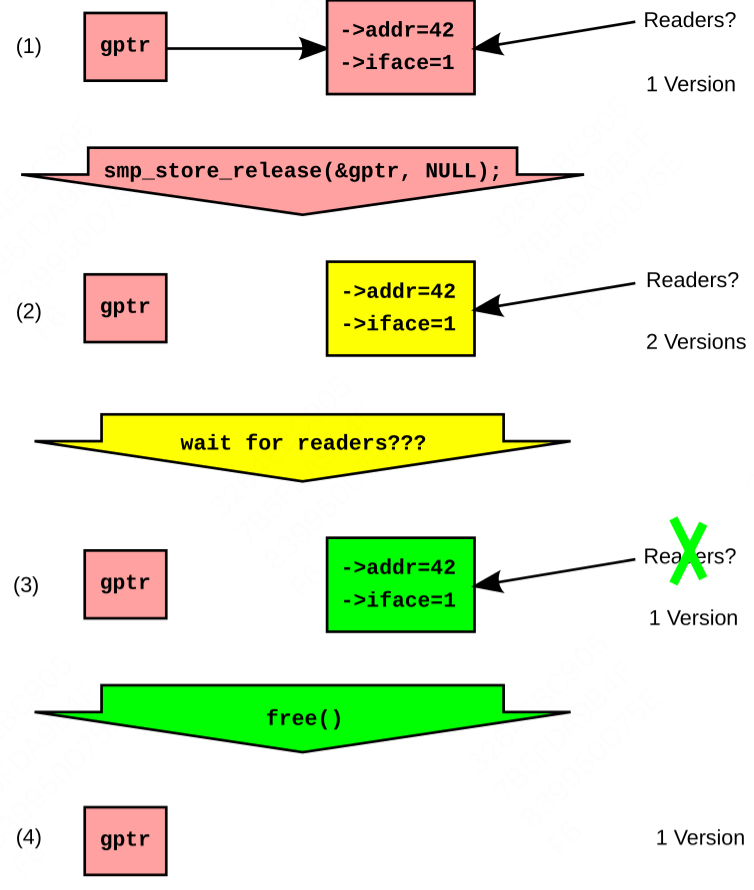 (1)
gptr
->addr=42
->iface=1
Readers?
1 Version
smp_store_release(&gptr, NULL);
(2)
gptr
->addr=42
->iface=1
Readers?
2 Versions
wait for readers???
(3)
gptr
->addr=42
->iface=1
Readers?
1 Version
free()
(4)
gptr
1 Version